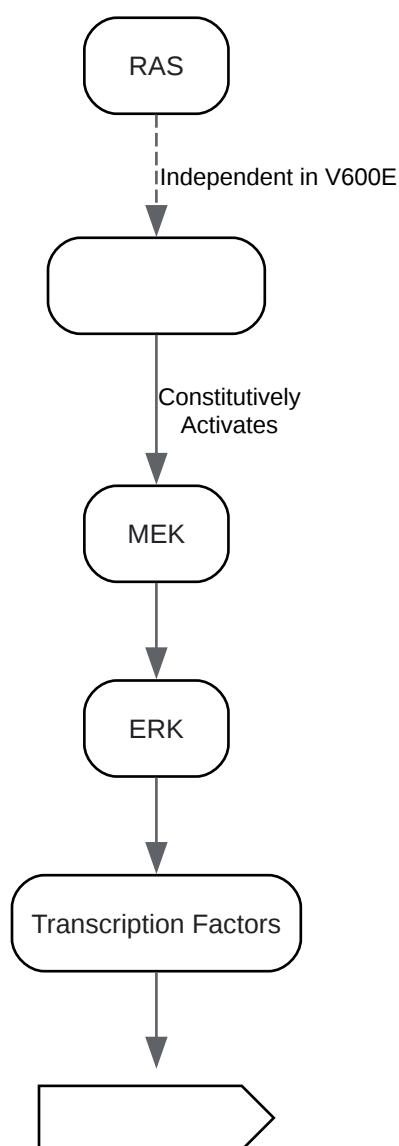 RAS
Independent in V600E
Constitutively
Activates
MEK
ERK
Transcription Factors